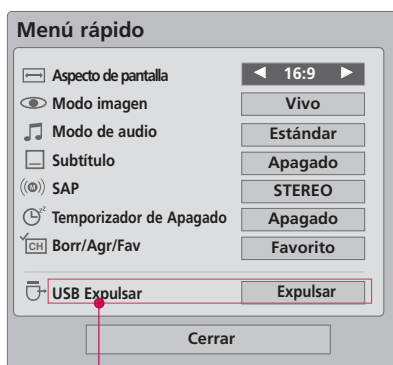 Menú rápido
Aspecto de pantalla ◄ 16:9 ►
Modo imagen Vivo
Modo de audio Estándar
Subtítulo Apagado
SAP STEREO
Temporizador de Apagado Apagado
CH Borr/Agr/Fav Favorito
USB Expulsar Expulsar
Cerrar